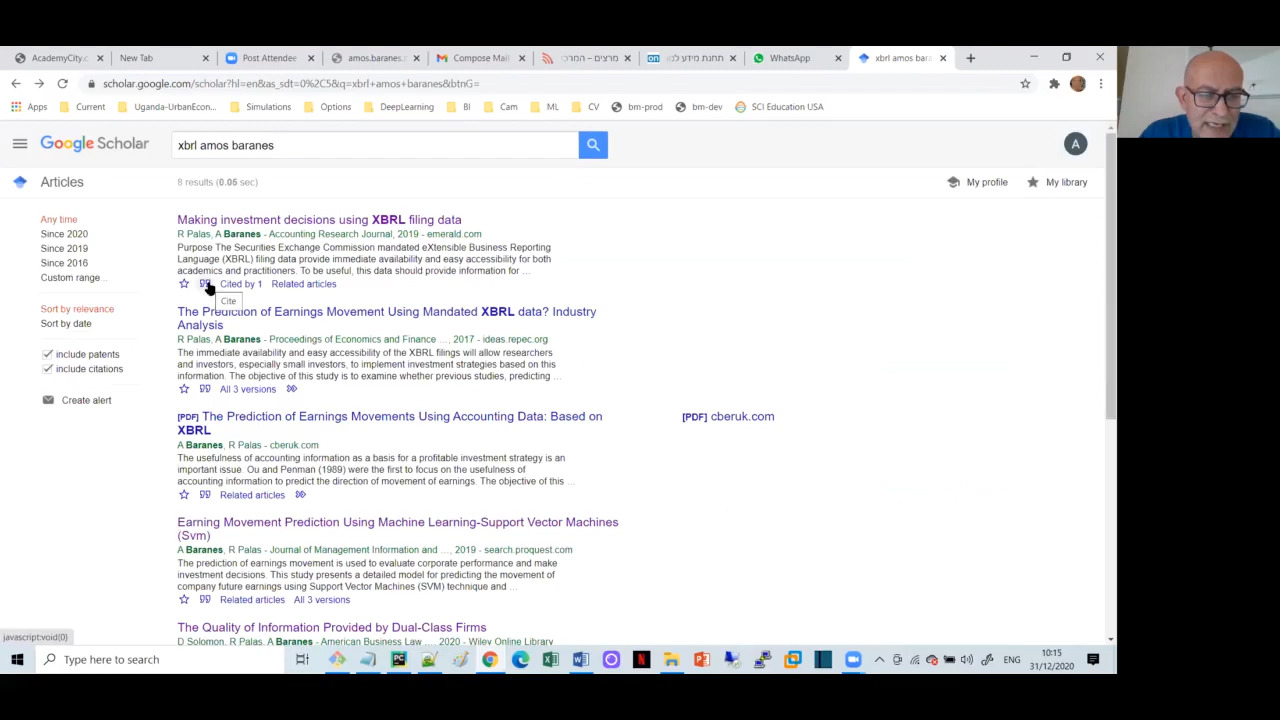 AcademyCity.c
New Tab
Post Attendee
amos.baranes.
Compose Mail
מרצים – המרכז
תחנת מידע לכו
WhatsApp
xbrl amos bar
scholar.google.com/scholar?hl=en&as_sdt=0%2C5&q=xbrl+amos+baranes&btnG=
Apps
Current
Uganda-UrbanEcon...
Simulations
Options
DeepLearning
BI
Cam
ML
CV
bm-prod
bm-dev
SCI Education USA
Google Scholar
xbrl amos baranes
A
Articles
8 results (0.05 sec)
My profile
My library
Any time
Since 2020
Since 2019
Since 2016
Custom range...
Sort by relevance
Sort by date
include patents
include citations
Create alert
Making investment decisions using XBRL filing data
R Palas, A Baranes - Accounting Research Journal, 2019 - emerald.com
Purpose The Securities Exchange Commission mandated eXtensible Business Reporting
Language (XBRL) filing data provide immediate availability and easy accessibility for both
academics and practitioners. To be useful, this data should provide information for ...
Cited by 1 Related articles
Cite
The Prediction of Earnings Movement Using Mandated XBRL data? Industry
Analysis
R Palas, A Baranes - Proceedings of Economics and Finance ..., 2017 - ideas.repec.org
The immediate availability and easy accessibility of the XBRL filings will allow researchers
and investors, especially small investors, to implement investment strategies based on this
information. The objective of this study is to examine whether previous studies, predicting ...
All 3 versions
[PDF] The Prediction of Earnings Movements Using Accounting Data: Based on
XBRL
[PDF] cberuk.com
A Baranes, R Palas - cberuk.com
The usefulness of accounting information as a basis for a profitable investment strategy is an
important issue. Ou and Penman (1989) were the first to focus on the usefulness of
accounting information to predict the direction of movement of earnings. The objective of this ...
Related articles
Earning Movement Prediction Using Machine Learning-Support Vector Machines
(Svm)
A Baranes, R Palas - Journal of Management Information and ..., 2019 - search.proquest.com
The prediction of earnings movement is used to evaluate corporate performance and make
investment decisions. This study presents a detailed model for predicting the movement of
company future earnings using Support Vector Machines (SVM) technique and ...
Related articles All 3 versions
The Quality of Information Provided by Dual-Class Firms
D Solomon, R Palas, A Baranes - American Business Law ..., 2020 - Wiley Online Library
javascript:void(0)
Type here to search
ENG
10:15
31/12/2020